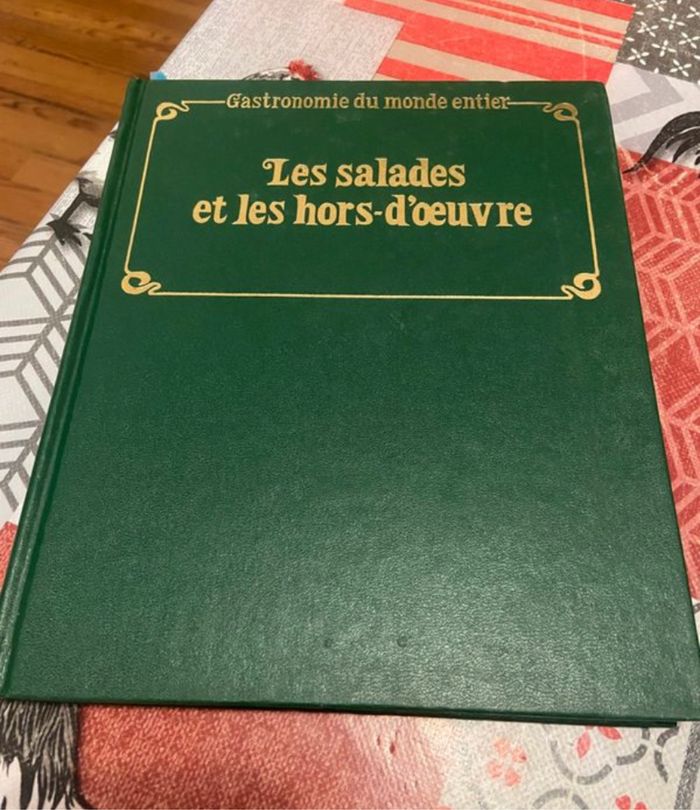 Gastronomie du monde entier
Les salades
et les hors-d'œuvre